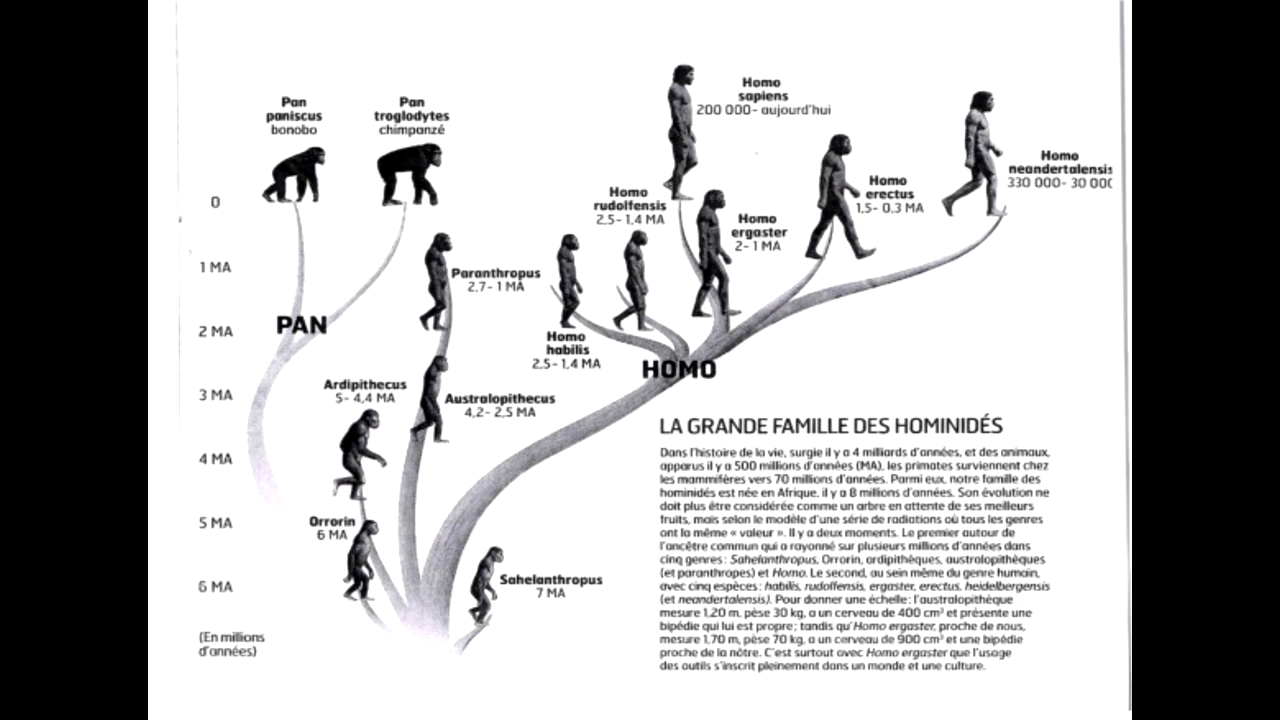 Pan
paniscus
bonobo
Pan
troglodytes
chimpanzé
Homo
sapiens
200 000- aujourd'hui
Homo
neandertalensis
330 000- 30 000
Homo
erectus
1,5- 0.3 MA
Homo
rudolfensis
2,5- 1,4 MA
Homo
ergaster
2- 1 MA
0
1 MA
2 MA
3 MA
4 MA
5 MA
6 MA
(En millions
d'années)
PAN
Paranthropus
2,7- 1 MA
Homo
habilis
2,5- 1,4 MA
HOMO
Ardipithecus
5- 4,4 MA
Australopithecus
4,2- 2,5 MA
Orrorin
6 MA
Sahelanthropus
7 MA
LA GRANDE FAMILLE DES HOMINIDÉS
Dans l'histoire de la vie, surgie il y a 4 milliards d'années, et des animaux,
apparus il y a 500 millions d'années (MA), les primates surviennent chez
les mammifères vers 70 millions d'années. Parmi eux, notre famille des
hominidés est née en Afrique, il y a 8 millions d'années. Son évolution ne
doit plus être considérée comme un arbre en attente de ses meilleurs
fruits, mais selon le modèle d'une série de radiations où tous les genres
ont la même « valeur ». Il y a deux moments. Le premier autour de
l'ancêtre commun qui a rayonné sur plusieurs millions d'années dans
cinq genres : Sahelanthropus, Orrorin, ardipithèques, australopithèques
(et paranthropes) et Homo. Le second, au sein même du genre humain,
avec cinq espèces : habilis, rudolfensis, ergaster, erectus, heidelbergensis
(et neandertalensis). Pour donner une échelle : l'australopithèque
mesure 1,20 m, pèse 30 kg, a un cerveau de 400 cm³ et présente une
bipédie qui lui est propre ; tandis qu'Homo ergaster, proche de nous,
mesure 1,70 m, pèse 70 kg, a un cerveau de 900 cm³ et une bipédie
proche de la nôtre. C'est surtout avec Homo ergaster que l'usage
des outils s'inscrit pleinement dans un monde et une culture.